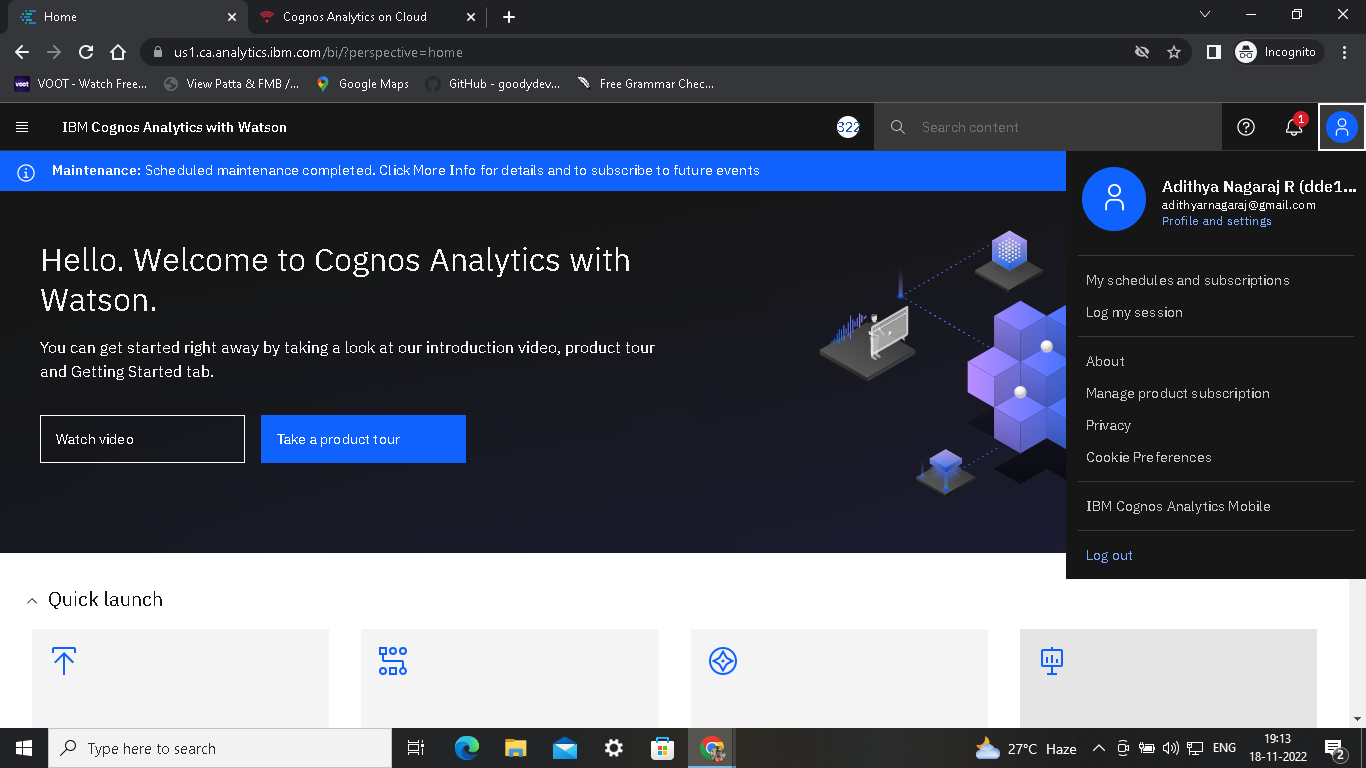 Home
Cognos Analytics on Cloud
us1.ca.analytics.ibm.com/bi/?perspective=home
Incognito
voot
VOOT - Watch Free...
View Patta & FMB /...
Google Maps
GitHub - goodydev...
Free Grammar Chec...
IBM Cognos Analytics with Watson
322
Search content
1
Maintenance: Scheduled maintenance completed. Click More Info for details and to subscribe to future events
Adithya Nagaraj R (dde1...
adithyarnagaraj@gmail.com
Profile and settings
My schedules and subscriptions
Log my session
About
Manage product subscription
Privacy
Cookie Preferences
IBM Cognos Analytics Mobile
Log out
Hello. Welcome to Cognos Analytics with
Watson.
You can get started right away by taking a look at our introduction video, product tour
and Getting Started tab.
Watch video
Take a product tour
Quick launch
Type here to search
27°C Haze
ENG
19:13
18-11-2022
2